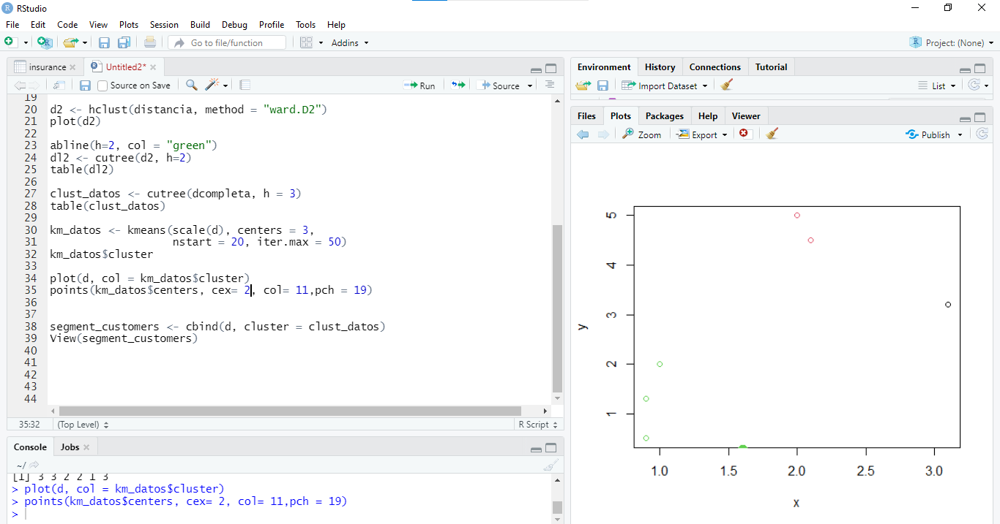 RStudio
File Edit Code View Plots Session Build Debug Profile Tools Help
Go to file/function Addins Project: (None)
insurance Untitled2*
Source on Save Run Source
19
20 d2 <- hclust(distancia, method = "ward.D2")
21 plot(d2)
22
23 abline(h=2, col = "green")
24 dl2 <- cutree(d2, h=2)
25 table(dl2)
26
27 clust_datos <- cutree(dcompleta, h = 3)
28 table(clust_datos)
29
30 km_datos <- kmeans(scale(d), centers = 3,
31 nstart = 20, iter.max = 50)
32 km_datos$cluster
33
34 plot(d, col = km_datos$cluster)
35 points(km_datos$centers, cex= 2, col= 11,pch = 19)
36
37
38 segment_customers <- cbind(d, cluster = clust_datos)
39 View(segment_customers)
40
41
42
43
44
35:32 (Top Level) R Script
Console Jobs
~/
[1] 3 3 2 2 1 3
> plot(d, col = km_datos$cluster)
> points(km_datos$centers, cex= 2, col= 11,pch = 19)
>
Environment History Connections Tutorial
Import Dataset List
Files Plots Packages Help Viewer
Zoom Export Publish
5
4
3
2
1
y
1.0 1.5 2.0 2.5 3.0
x